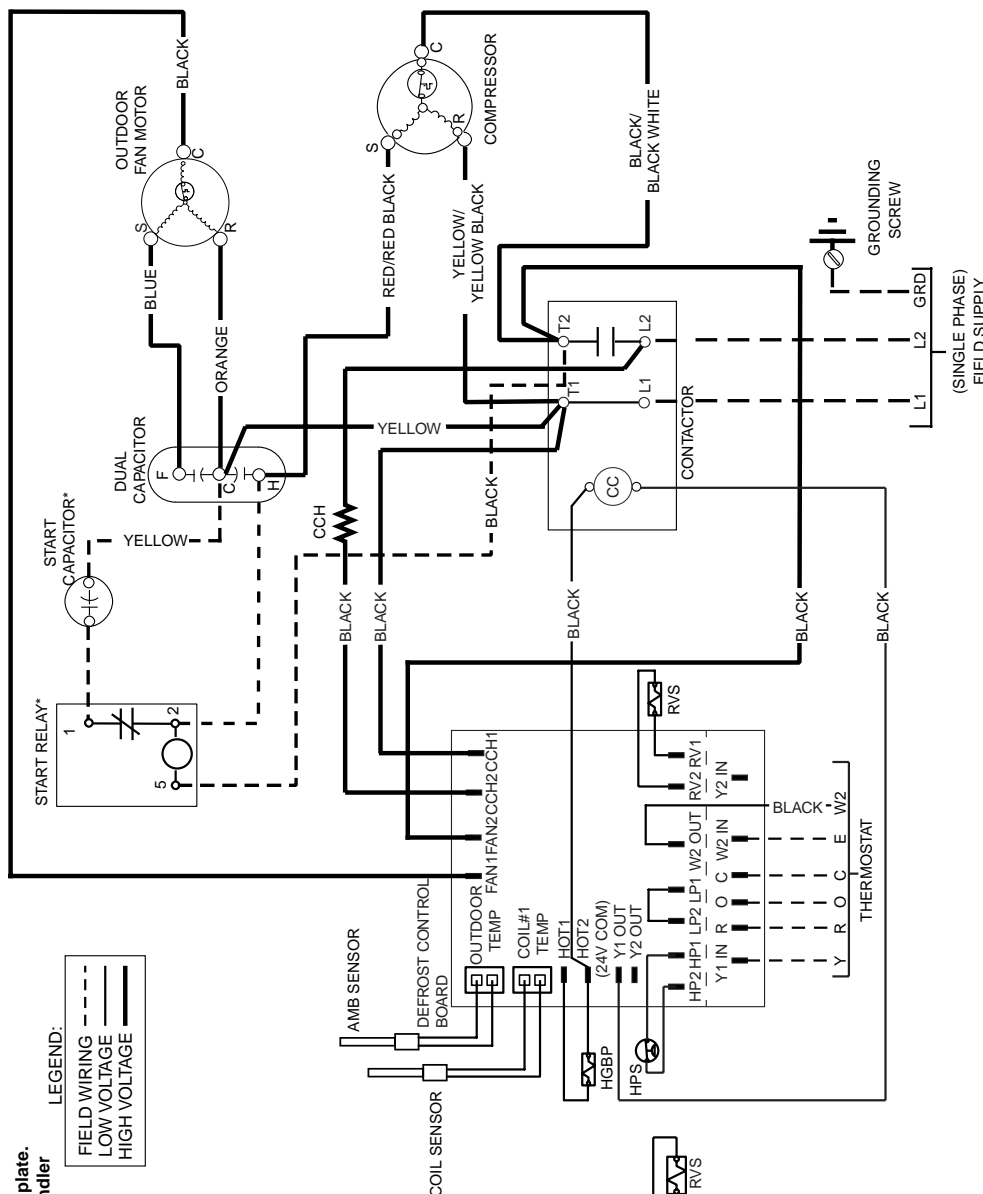 BLACK
OUTDOOR
FAN MOTOR
S
C
R
BLUE
ORANGE
COMPRESSOR
C
S
R
RED/RED BLACK
YELLOW/
YELLOW BLACK
BLACK/
BLACK WHITE
GROUNDING
SCREW
DUAL
CAPACITOR
F
C
H
YELLOW
START
CAPACITOR*
YELLOW
START RELAY*
1
2
5
CCH
BLACK
BLACK
BLACK
T2
L2
T1
L1
CC
CONTACTOR
L1
L2
GRD
(SINGLE PHASE)
FIELD SUPPLY
BLACK
BLACK
BLACK
RVS
FAN1
FAN2
CCH2
CCH1
OUTDOOR
TEMP
COIL#1
TEMP
HOT1
HOT2
(24V COM)
Y1 OUT
Y2 OUT
HP2
HP1
LP2
LP1
W2 OUT
RV2
RV1
Y1 IN
R
O
C
W2 IN
Y2 IN
BLACK
Y
R
O
C
E
W2
THERMOSTAT
AMB SENSOR
DEFROST CONTROL
BOARD
COIL SENSOR
HGBP
HPS
RVS
LEGEND:
FIELD WIRING
LOW VOLTAGE
HIGH VOLTAGE
plate.
ndler